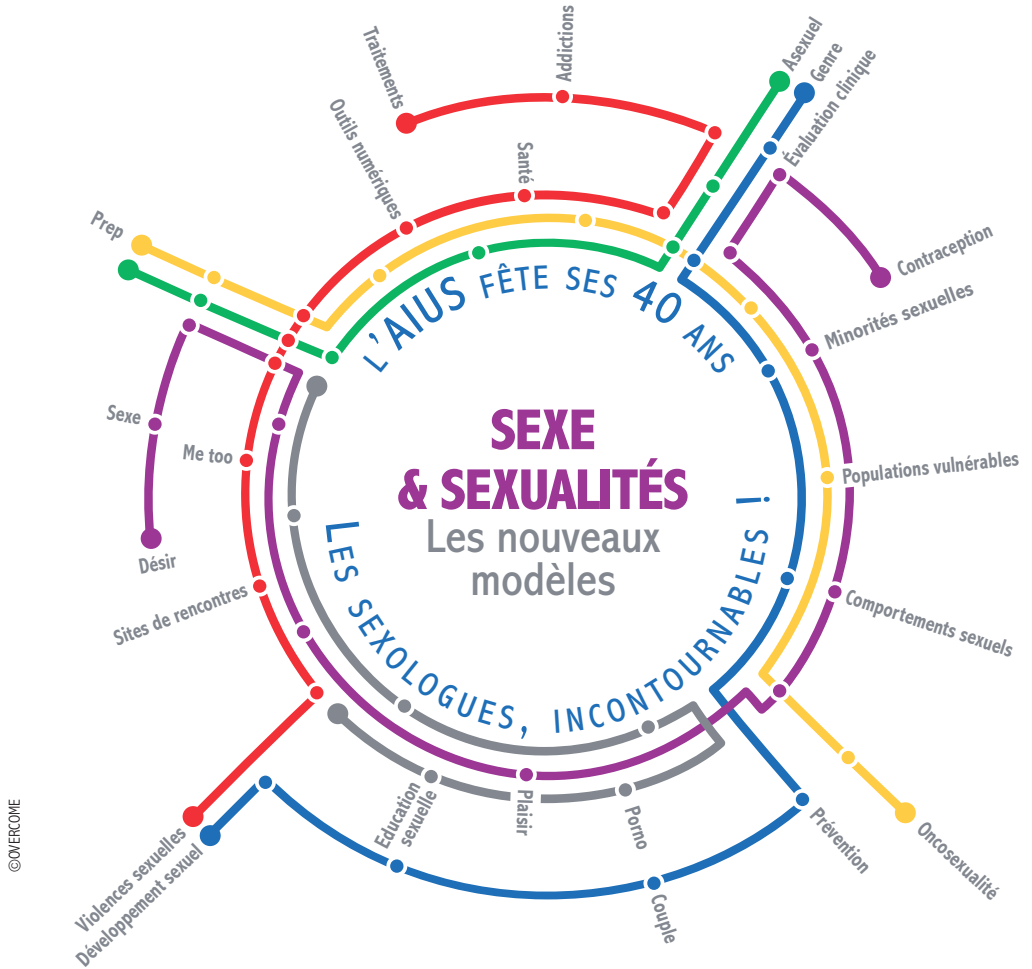 Traitements
Addictions
Asexuel
Genre
Évaluation clinique
Outils numériques
Santé
Prep
Contraception
Minorités sexuelles
L'AIUS FÊTE SES 40 ANS
SEXE
& SEXUALITÉS
Les nouveaux
modèles
LES SEXOLOGUES, INCONTOURNABLES !
Sexe
Me too
Populations vulnérables
Désir
Sites de rencontres
Comportements sexuels
Education
sexuelle
Plaisir
Porno
Prévention
Oncosexualité
Violences sexuelles
Développement sexuel
Couple
©OVERCOME